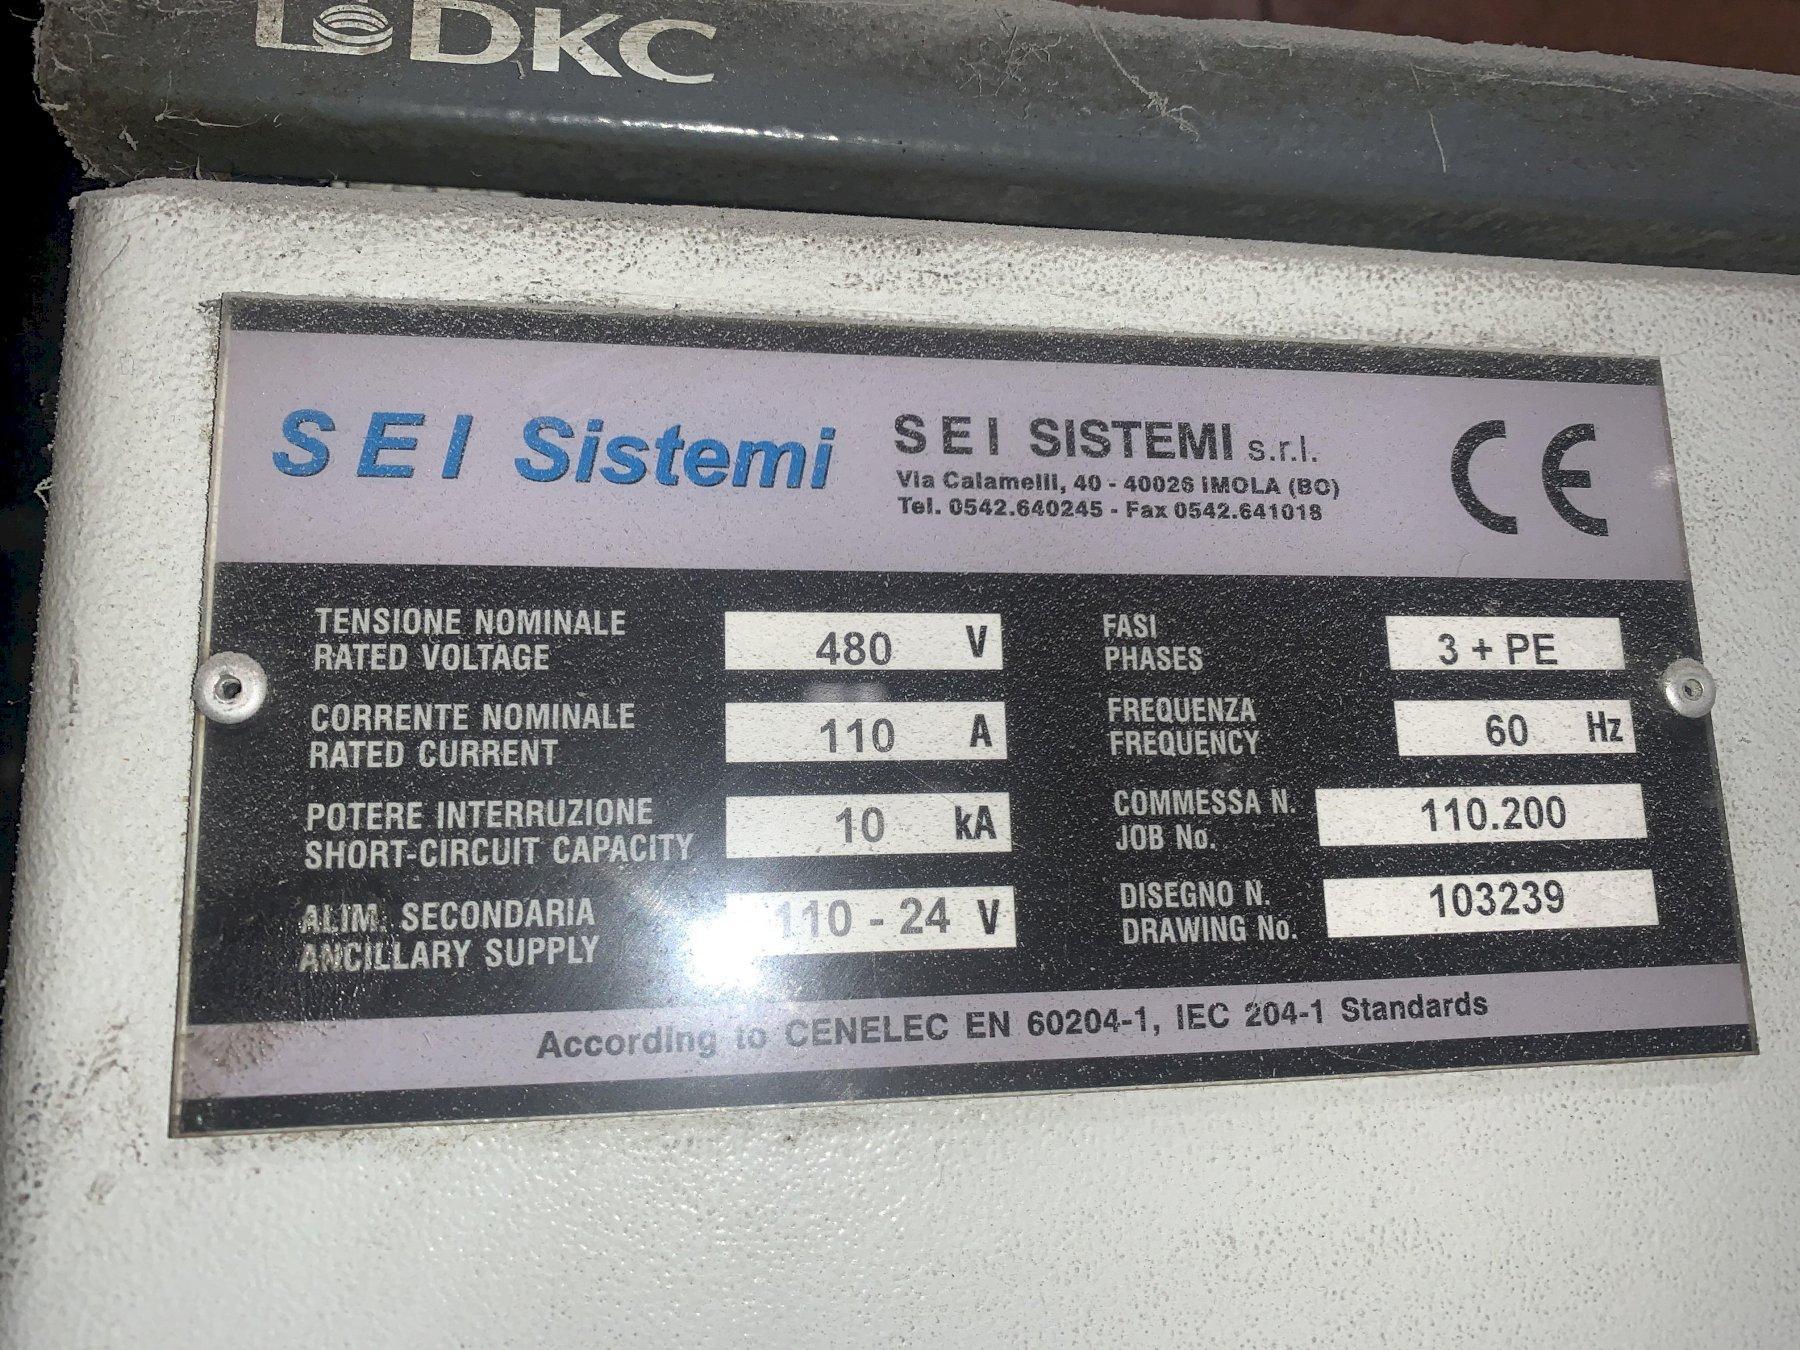 DKC
SEI Sistemi
SEI SISTEMI s.r.l.
Via Calamelli, 40 - 40026 IMOLA (BO)
Tel. 0542.640245 - Fax 0542.641018
CE
TENSIONE NOMINALE
RATED VOLTAGE
480 V
FASI
PHASES
3 + PE
CORRENTE NOMINALE
RATED CURRENT
110 A
FREQUENZA
FREQUENCY
60 Hz
POTERE INTERRUZIONE
SHORT-CIRCUIT CAPACITY
10 kA
COMMESSA N.
JOB No.
110.200
ALIM. SECONDARIA
ANCILLARY SUPPLY
110 - 24 V
DISEGNO N.
DRAWING No.
103239
According to CENELEC EN 60204-1, IEC 204-1 Standards